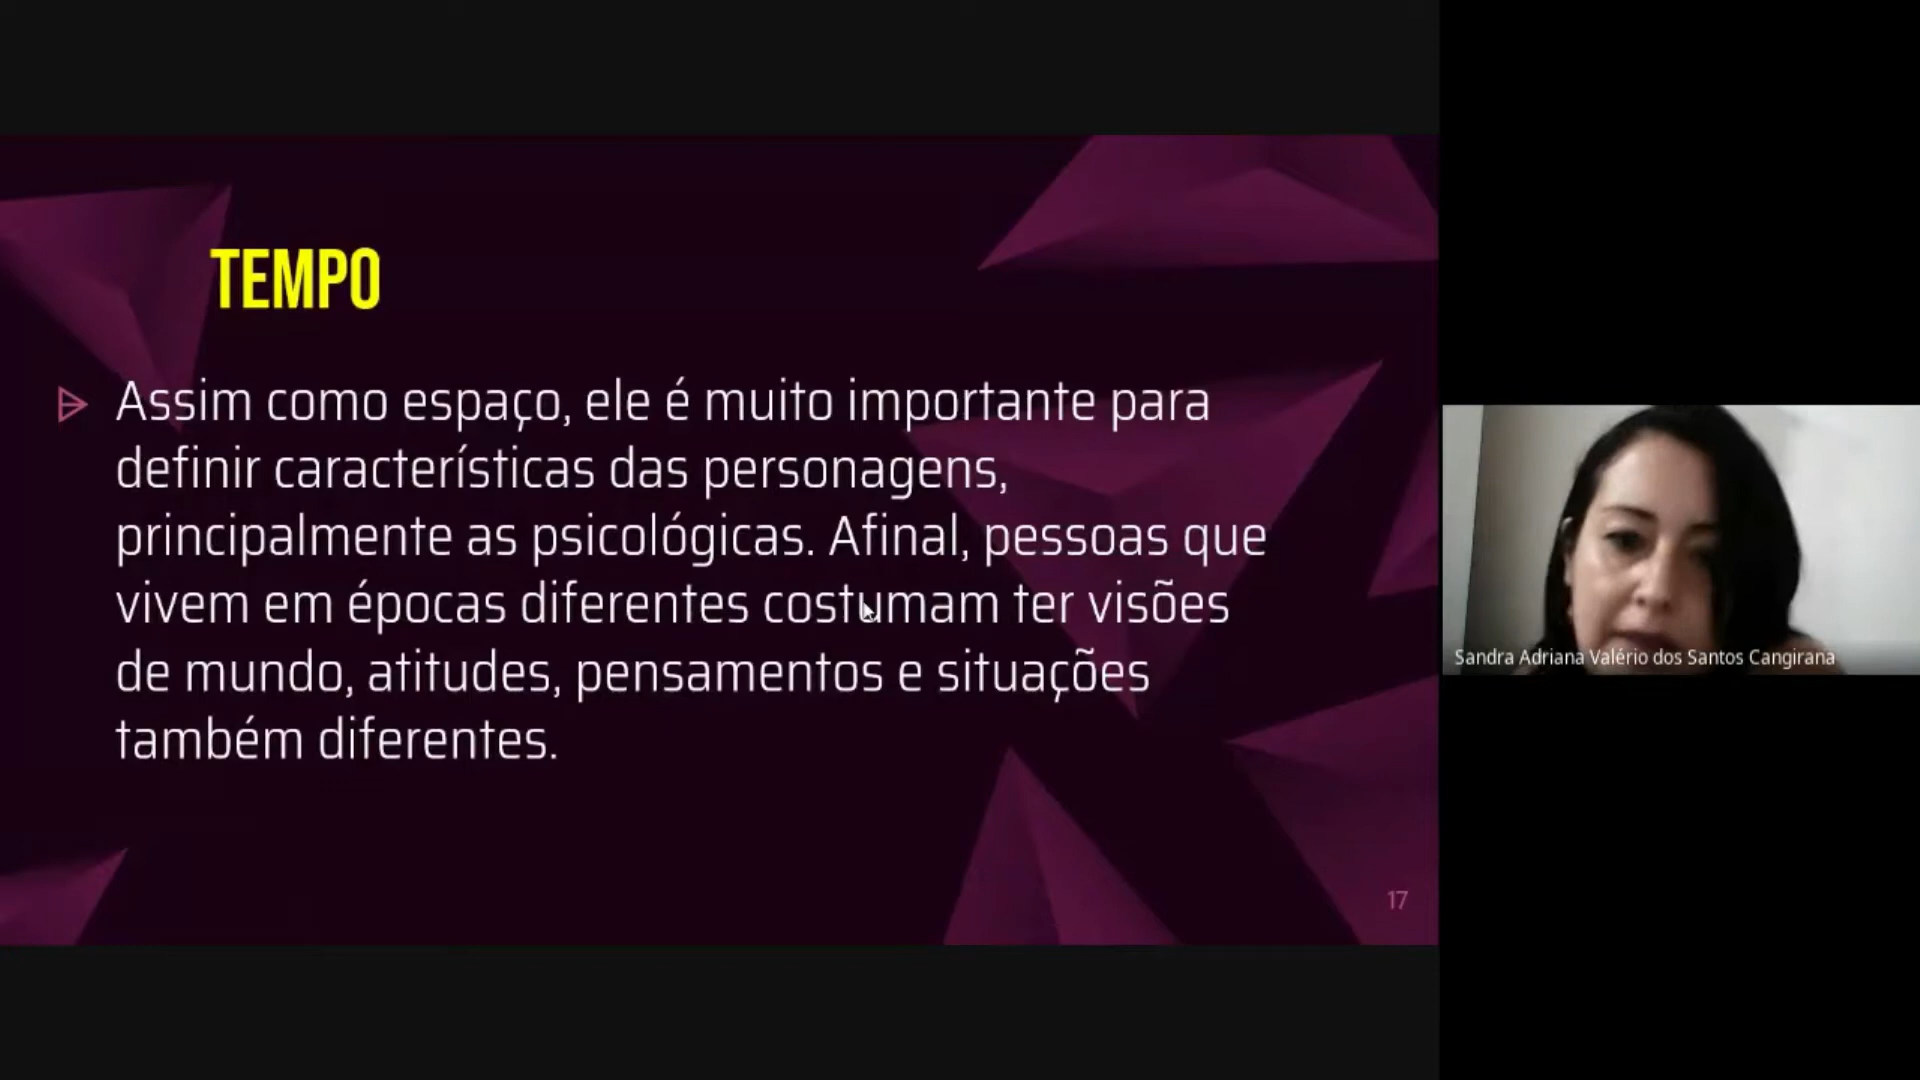 TEMPO
Assim como espaço, ele é muito importante para
definir características das personagens,
principalmente as psicológicas. Afinal, pessoas que
vivem em épocas diferentes costumam ter visões
de mundo, atitudes, pensamentos e situações
também diferentes.
17
Sandra Adriana Valério dos Santos Cangirana